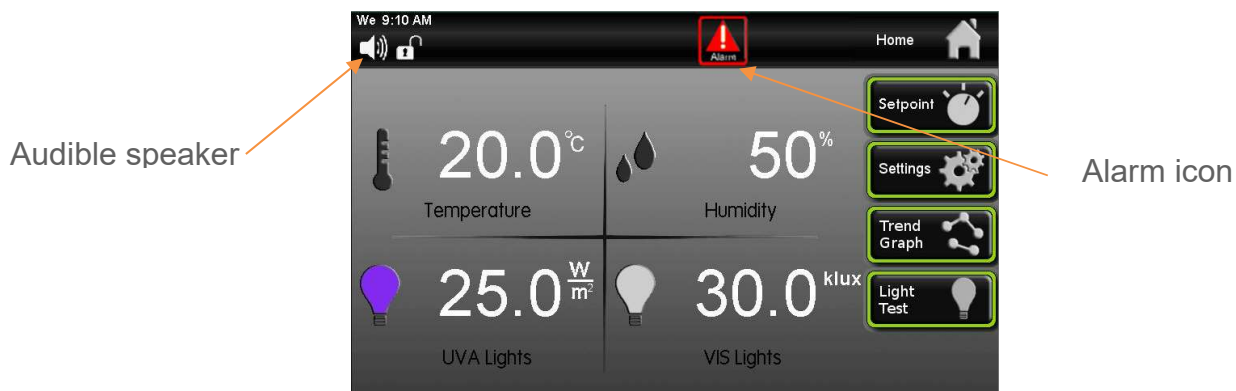 We 9:10 AM
Alarm
Home
Setpoint
Audible speaker
20.0°C
50%
Settings
Alarm icon
Temperature
Humidity
Trend
Graph
25.0 W/m²
30.0 klux
Light
Test
UVA Lights
VIS Lights